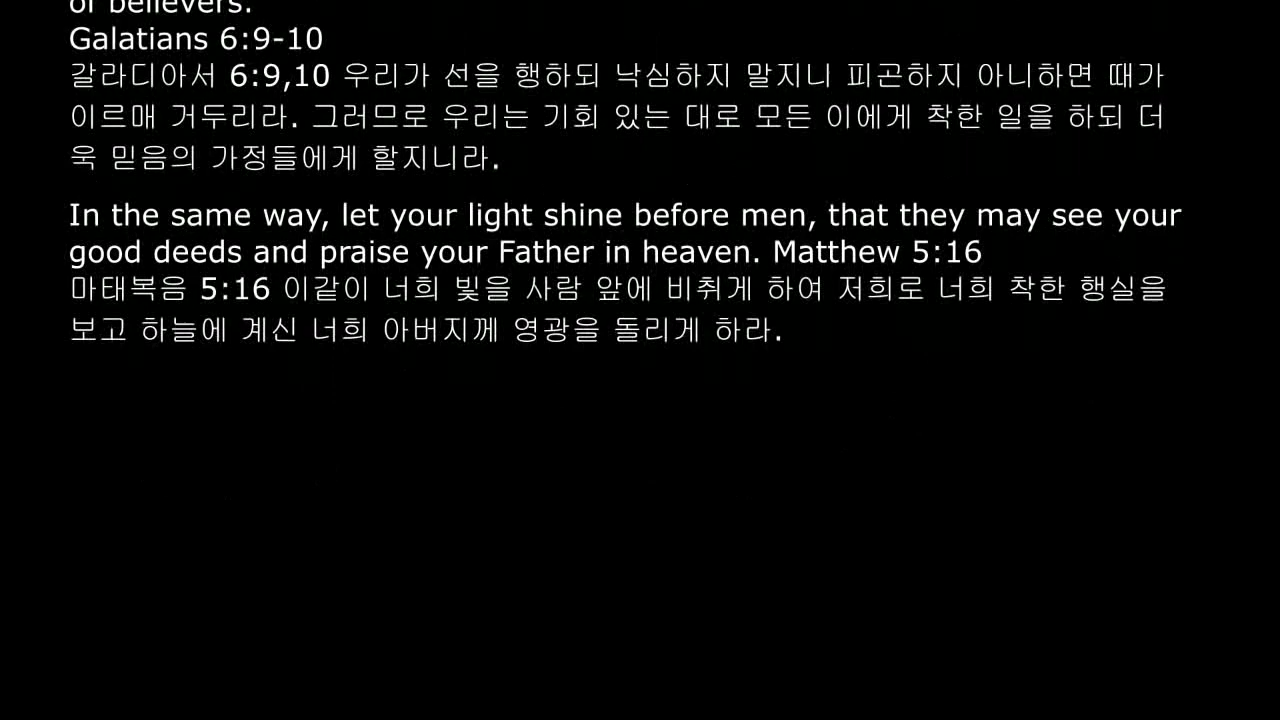 of believers.
Galatians 6:9-10
갈라디아서 6:9,10 우리가 선을 행하되 낙심하지 말지니 피곤하지 아니하면 때가
이르매 거두리라. 그러므로 우리는 기회 있는 대로 모든 이에게 착한 일을 하되 더
욱 믿음의 가정들에게 할지니라.
In the same way, let your light shine before men, that they may see your
good deeds and praise your Father in heaven. Matthew 5:16
마태복음 5:16 이같이 너희 빛을 사람 앞에 비취게 하여 저희로 너희 착한 행실을
보고 하늘에 계신 너희 아버지께 영광을 돌리게 하라.